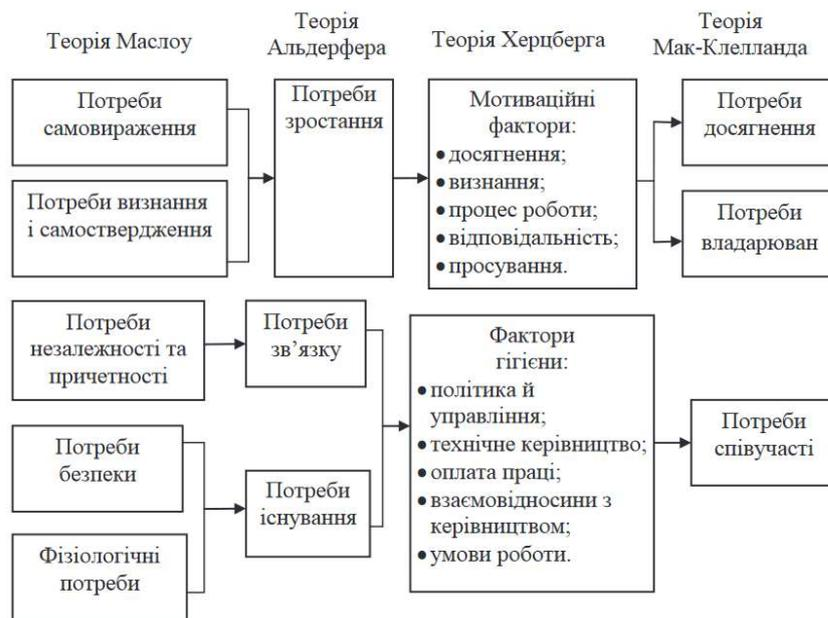 Теорія Маслоу
Теорія
Альдерфера
Теорія Херцберга
Теорія
Мак-Клелланда
Потреби
самовираження
Потреби визнання
і самоствердження
Потреби
зростання
Мотиваційні
фактори:
• досягнення;
• визнання;
• процес роботи;
• відповідальність;
• просування.
Потреби
досягнення
Потреби
владарюван
Потреби
незалежності та
причетності
Потреби
зв’язку
Потреби
безпеки
Фізіологічні
потреби
Потреби
існування
Фактори
гігієни:
• політика й
управління;
• технічне керівництво;
• оплата праці;
• взаємовідносини з
керівництвом;
• умови роботи.
Потреби
співучасті